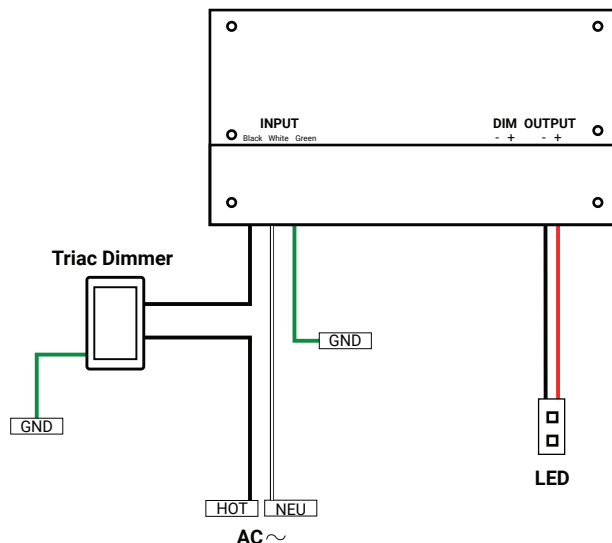 INPUT
DIM OUTPUT
Black White Green
- + - +
Triac Dimmer
GND
GND
LED
HOT NEU
AC ~